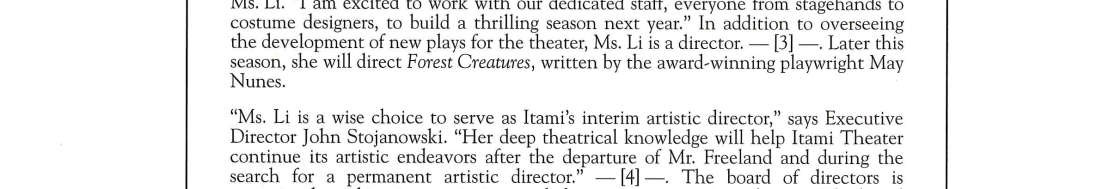 Ms. Li. “I am excited to work with our dedicated staff, everyone from stagehands to
costume designers, to build a thrilling season next year.” In addition to overseeing
the development of new plays for the theater, Ms. Li is a director. — [3] —. Later this
season, she will direct Forest Creatures, written by the award-winning playwright May
Nunes.
“Ms. Li is a wise choice to serve as Itami’s interim artistic director,” says Executive
Director John Stojanowski. “Her deep theatrical knowledge will help Itami Theater
continue its artistic endeavors after the departure of Mr. Freeland and during the
search for a permanent artistic director.” — [4] —. The board of directors is